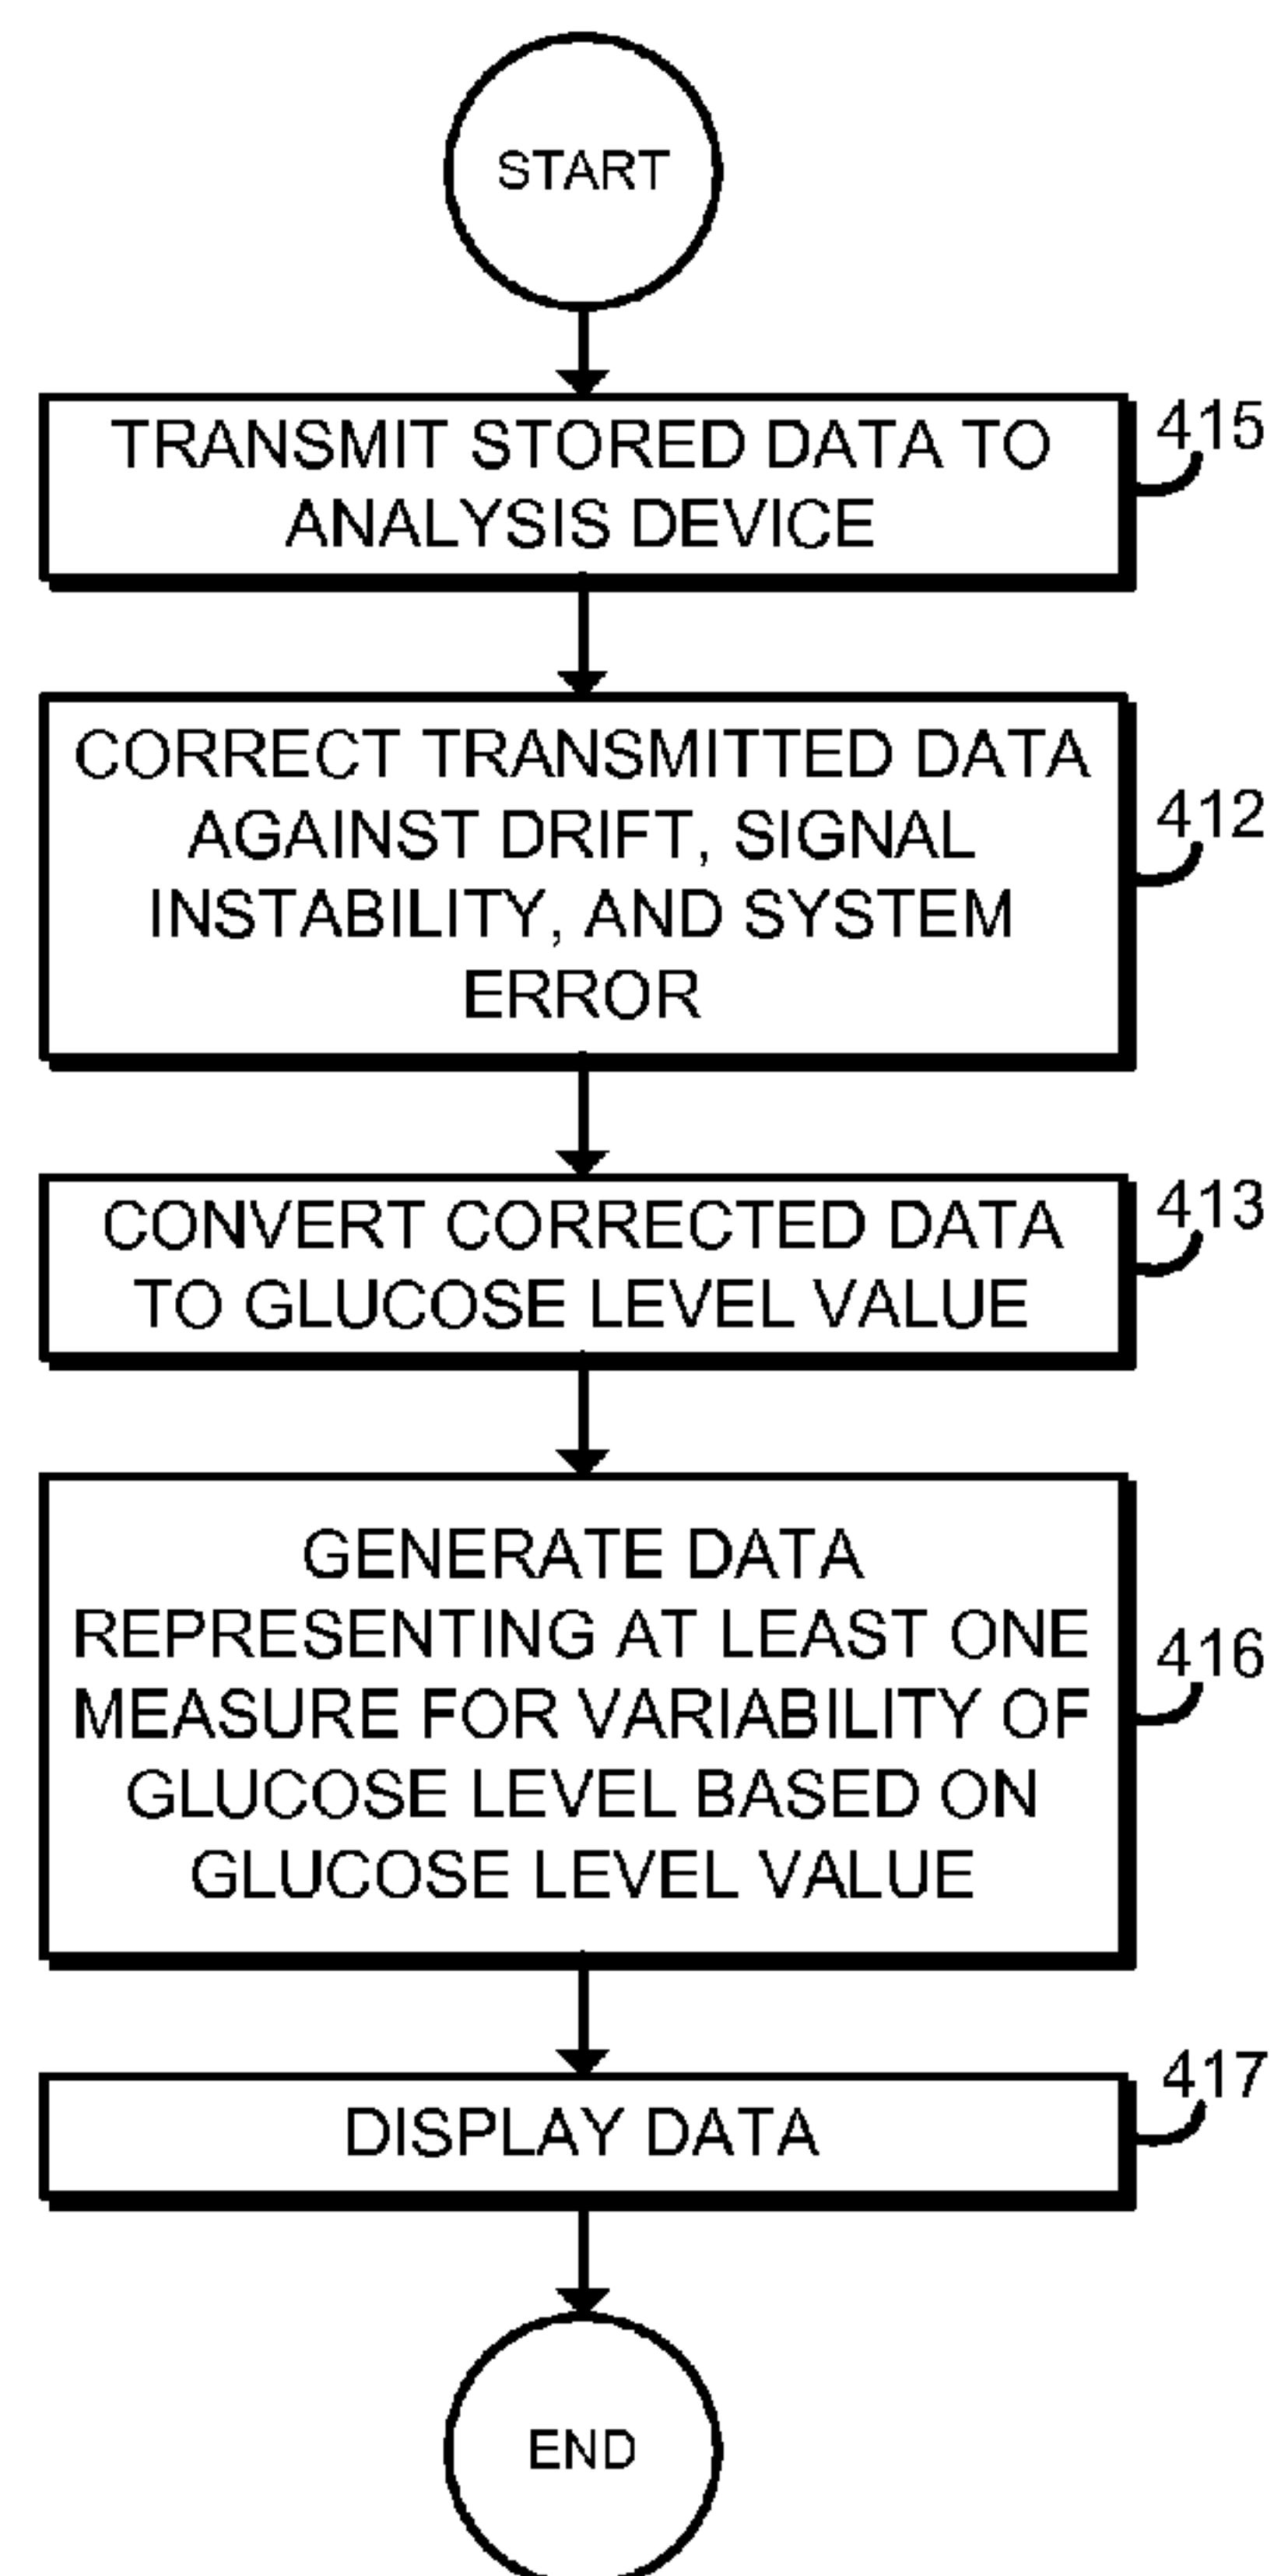 START
TRANSMIT STORED DATA TO
ANALYSIS DEVICE
415
CORRECT TRANSMITTED DATA
AGAINST DRIFT, SIGNAL
INSTABILITY, AND SYSTEM
ERROR
412
CONVERT CORRECTED DATA
TO GLUCOSE LEVEL VALUE
413
GENERATE DATA
REPRESENTING AT LEAST ONE
MEASURE FOR VARIABILITY OF
GLUCOSE LEVEL BASED ON
GLUCOSE LEVEL VALUE
416
DISPLAY DATA
417
END